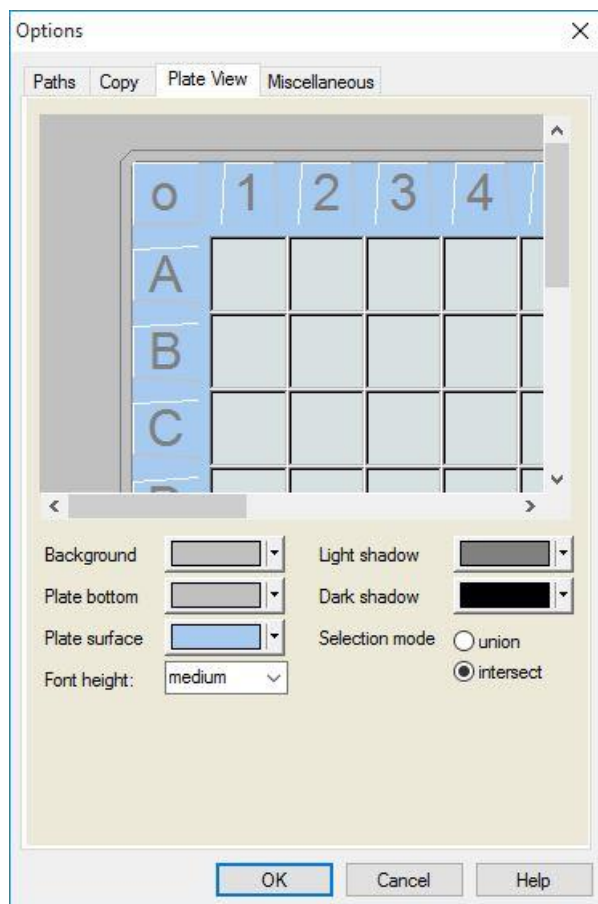 Options
Paths Copy Plate View Miscellaneous
o 1 2 3 4
A
B
C
Background Light shadow
Plate bottom Dark shadow
Plate surface Selection mode union
Font height: medium intersect
OK Cancel Help